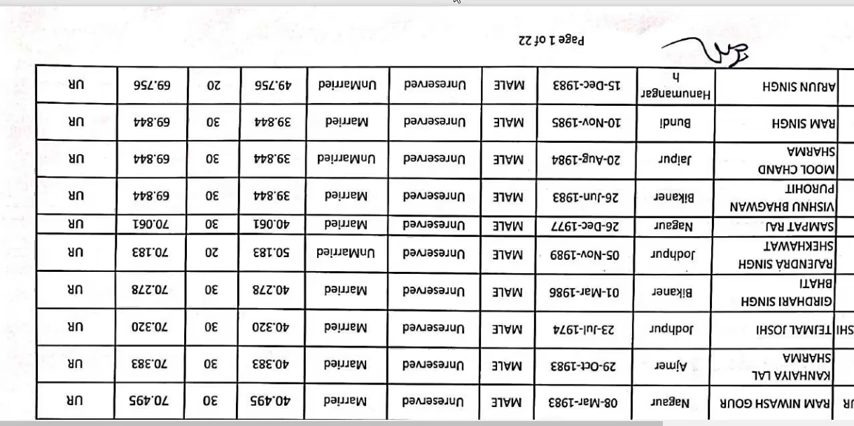 UR RAM NIWASH GOUR Nagaur 08-Mar-1983 MALE Unreserved Married 40.495 30 70.495 UR
KANHAIYA LAL
SHARMA Ajmer 29-Oct-1983 MALE Unreserved Married 40.383 30 70.383 UR
SHI TEJMAL JOSHI Jodhpur 23-Jul-1974 MALE Unreserved Married 40.320 30 70.320 UR
GIRDHARI SINGH
BHATI Bikaner 01-Mar-1986 MALE Unreserved Married 40.278 30 70.278 UR
RAJENDRA SINGH
SHEKHAWAT Jodhpur 05-Nov-1989 MALE Unreserved UnMarried 50.183 20 70.183 UR
SAMPAT RAJ Nagaur 26-Dec-1977 MALE Unreserved Married 40.061 30 70.061 UR
VISHNU BHAGWAN
PUROHIT Bikaner 26-Jun-1983 MALE Unreserved Married 39.844 30 69.844 UR
MOOL CHAND
SHARMA Jaipur 20-Aug-1984 MALE Unreserved UnMarried 39.844 30 69.844 UR
RAM SINGH Bundi 10-Nov-1985 MALE Unreserved Married 39.844 30 69.844 UR
ARJUN SINGH Hanumangar
h 15-Dec-1983 MALE Unreserved UnMarried 49.756 20 69.756 UR
Page 1 of 22